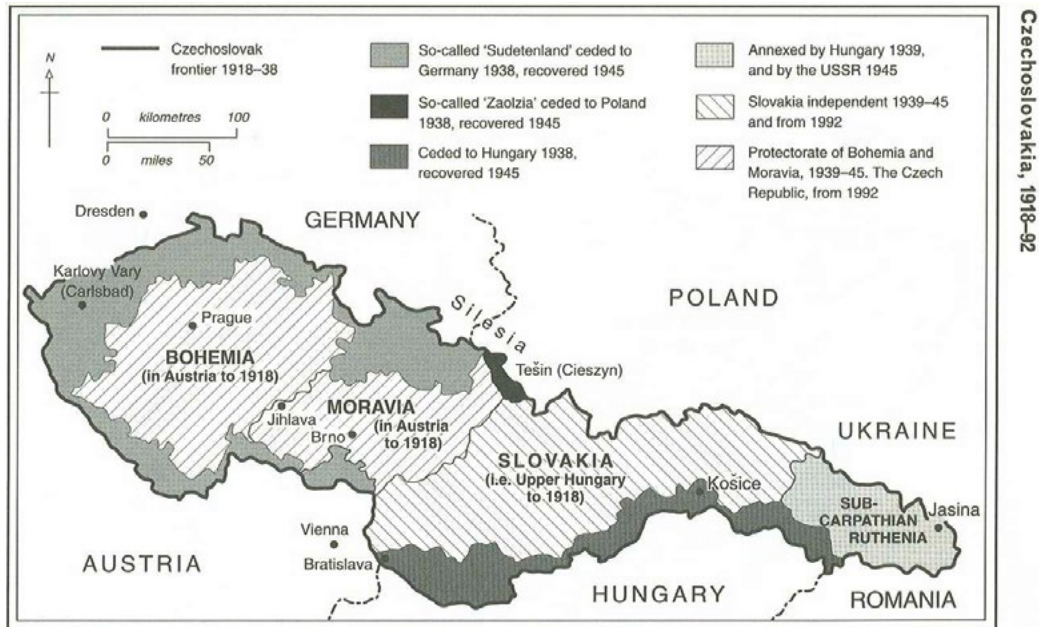 Czechoslovakia, 1918–92
N
Czechoslovak
frontier 1918–38
0 kilometres 100
0 miles 50
So-called 'Sudetenland' ceded to
Germany 1938, recovered 1945
So-called 'Zaolzia' ceded to Poland
1938, recovered 1945
Ceded to Hungary 1938,
recovered 1945
Annexed by Hungary 1939,
and by the USSR 1945
Slovakia independent 1939–45
and from 1992
Protectorate of Bohemia and
Moravia, 1939–45. The Czech
Republic, from 1992
Dresden
GERMANY
Karlovy Vary
(Carlsbad)
Prague
BOHEMIA
(in Austria to 1918)
Silesia
POLAND
Tešin (Cieszyn)
Jihlava
MORAVIA
(in Austria
to 1918)
Brno
UKRAINE
SLOVAKIA
(i.e. Upper Hungary
to 1918)
Košice
SUB-
CARPATHIAN
RUTHENIA
Jasina
Vienna
Bratislava
AUSTRIA
HUNGARY
ROMANIA